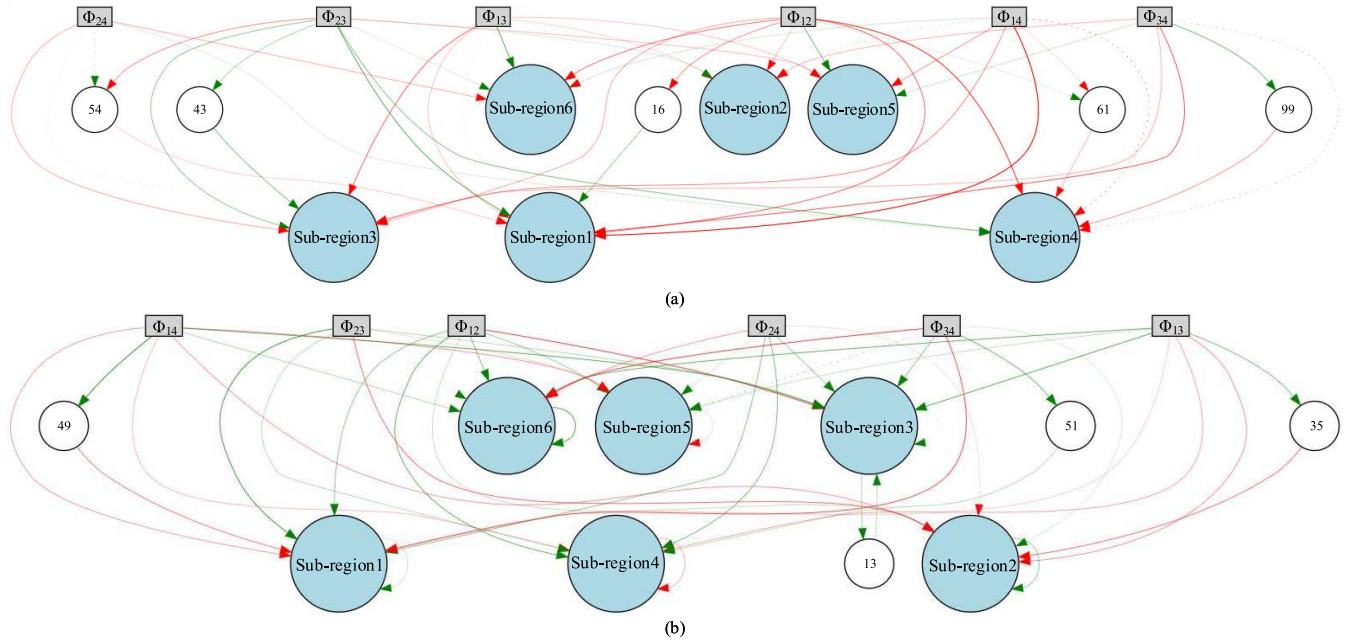 Φ₂₄ Φ₂₃ Φ₁₃ Φ₁₂ Φ₁₄ Φ₃₄
54 43 Sub-region6 16 Sub-region2 Sub-region5 61 99
Sub-region3 Sub-region1 Sub-region4
(a)
Φ₁₄ Φ₂₃ Φ₁₂ Φ₂₄ Φ₃₄ Φ₁₃
49 Sub-region6 Sub-region5 Sub-region3 51 35
Sub-region1 Sub-region4 13 Sub-region2
(b)